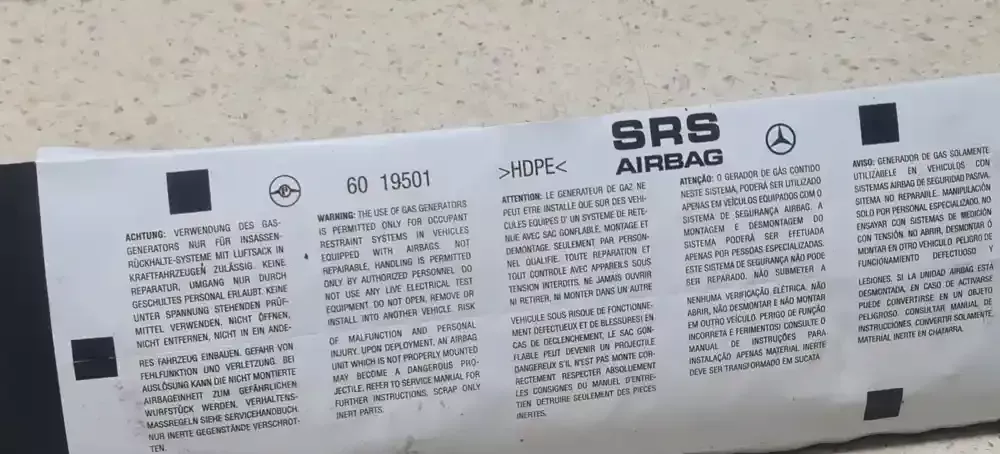 SRS
AIRBAG
60 19501
>HDPE<
ACHTUNG: VERWENDUNG DES GAS-
GENERATORS NUR FÜR INSASSEN-
RÜCKHALTE-SYSTEME MIT LUFTSACK IN
KRAFTFAHRZEUGEN ZULÄSSIG. KEINE
REPARATUR, UMGANG NUR DURCH
GESCHULTES PERSONAL ERLAUBT. KEINE
UNTER SPANNUNG STEHENDEN PRÜF-
MITTEL VERWENDEN, NICHT ÖFFNEN,
NICHT ENTFERNEN, NICHT IN EIN ANDE-
RES FAHRZEUG EINBAUEN. GEFAHR VON
FEHLFUNKTION UND VERLETZUNG. BEI
AUSLÖSUNG KANN DIE NICHT MONTIERTE
AIRBAGEINHEIT ZUM GEFÄHRLICHEN
WURFSTÜCK WERDEN. VERHALTENS-
MASSREGELN SIEHE SERVICEHANDBUCH.
NUR INERTE GEGENSTÄNDE VERSCHROT-
TEN.
WARNING: THE USE OF GAS GENERATORS
IS PERMITTED ONLY FOR OCCUPANT
RESTRAINT SYSTEMS IN VEHICLES
EQUIPPED WITH AIRBAGS. NOT
REPAIRABLE. HANDLING IS PERMITTED
ONLY BY AUTHORIZED PERSONNEL DO
NOT USE ANY LIVE ELECTRICAL TEST
EQUIPMENT. DO NOT OPEN, REMOVE OR
INSTALL INTO ANOTHER VEHICLE. RISK
OF MALFUNCTION AND PERSONAL
INJURY. UPON DEPLOYMENT, AN AIRBAG
UNIT WHICH IS NOT PROPERLY MOUNTED
MAY BECOME A DANGEROUS PRO-
JECTILE. REFER TO SERVICE MANUAL FOR
FURTHER INSTRUCTIONS, SCRAP ONLY
INERT PARTS.
ATTENTION: LE GENERATEUR DE GAZ NE
PEUT ETRE INSTALLE QUE SUR DES VEHI-
CULES EQUIPES D' UN SYSTEME DE RETE-
NUE AVEC SAC GONFLABLE. MONTAGE ET
DEMONTAGE. SEULEMENT PAR PERSON-
NEL QUALIFIE. TOUTE REPARATION ET
TOUT CONTROLE AVEC APPAREILS SOUS
TENSION INTERDITS. NE JAMAIS OUVRIR
NI RETIRER, NI MONTER DANS UN AUTRE
VEHICULE SOUS RISQUE DE FONCTIONNE-
MENT DEFECTUEUX ET DE BLESSURE(S) EN
CAS DE DECLENCHEMENT, LE SAC GON-
FLABLE PEUT DEVENIR UN PROJECTILE
DANGEREUX S'IL N'EST PAS MONTE COR-
RECTEMENT RESPECTER ABSOLUEMENT
LES CONSIGNES DU MANUEL D'ENTRE-
TIEN DETRUIRE SEULEMENT DES PIECES
INERTES.
ATENÇÃO: O GERADOR DE GÁS CONTIDO
NESTE SISTEMA, PODERÁ SER UTILIZADO
APENAS EM VEÍCULOS EQUIPADOS COM O
SISTEMA DE SEGURANÇA AIRBAG. A
MONTAGEM E DESMONTAGEM DO
SISTEMA PODERÁ SER EFETUADA
APENAS POR PESSOAS ESPECIALIZADAS.
ESTE SISTEMA DE SEGURANÇA NÃO PODE
SER REPARADO. NÃO SUBMETER A
NENHUMA VERIFICAÇÃO ELÉTRICA. NÃO
ABRIR, NÃO DESMONTAR E NÃO MONTAR
EM OUTRO VEÍCULO. PERIGO DE FUNÇÃO
INCORRETA E FERIMENTOS! CONSULTE O
MANUAL DE INSTRUÇÕES PARA
INSTALAÇÃO APENAS MATERIAL INERTE
DEVE SER TRANSFORMADO EM SUCATA
AVISO: GENERADOR DE GAS SOLAMENTE
UTILIZÁBELE EN VEHICULOS CON
SISTEMAS AIRBAG DE SEGURIDAD PASIVA.
SITEMA NO REPARABLE. MANIPULACIÓN
SOLO POR PERSONAL ESPECIALIZADO. NO
ENSAYAR CON SISTEMAS DE MEDICIÓN
CON TENSIÓN. NO ABRIR, DESMONTAR Ó
MONTAR EN OTRO VEHICULO. PELIGRO DE
FUNCIONAMIENTO DEFECTUOSO Y
LESIONES. SI LA UNIDAD AIRBAG ESTÁ
DESMONTADA, EN CASO DE ACTIVARSE
PUEDE CONVERTIRSE EN UN OBJETO
PELIGROSO. CONSULTAR MANUAL DE
INSTRUCCIONES. CONVERTIR SOLAMENTE,
MATERIAL INERTE EN CHATARRA.